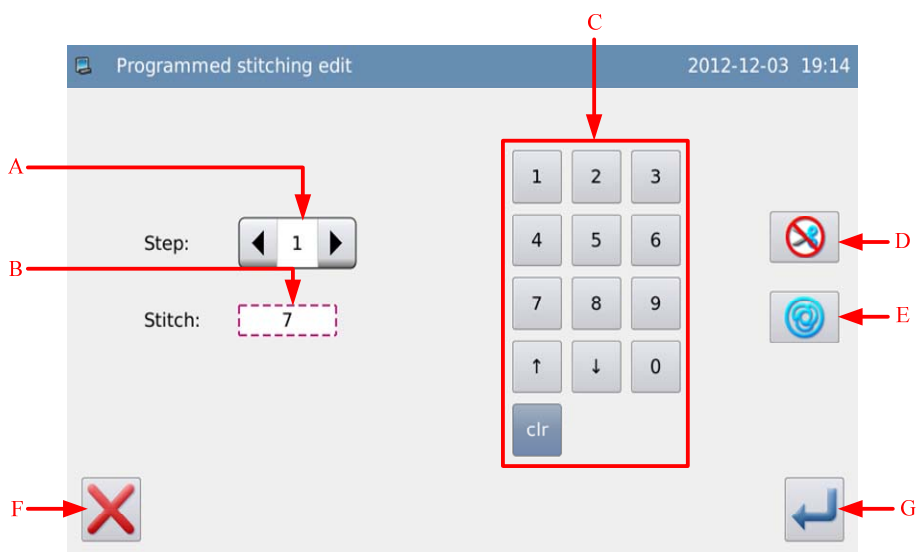 C
Programmed stitching edit 2012-12-03 19:14
A
1 2 3
Step: 1
4 5 6
D
B
Stitch: 7
7 8 9
E
↑ ↓ 0
clr
F
G